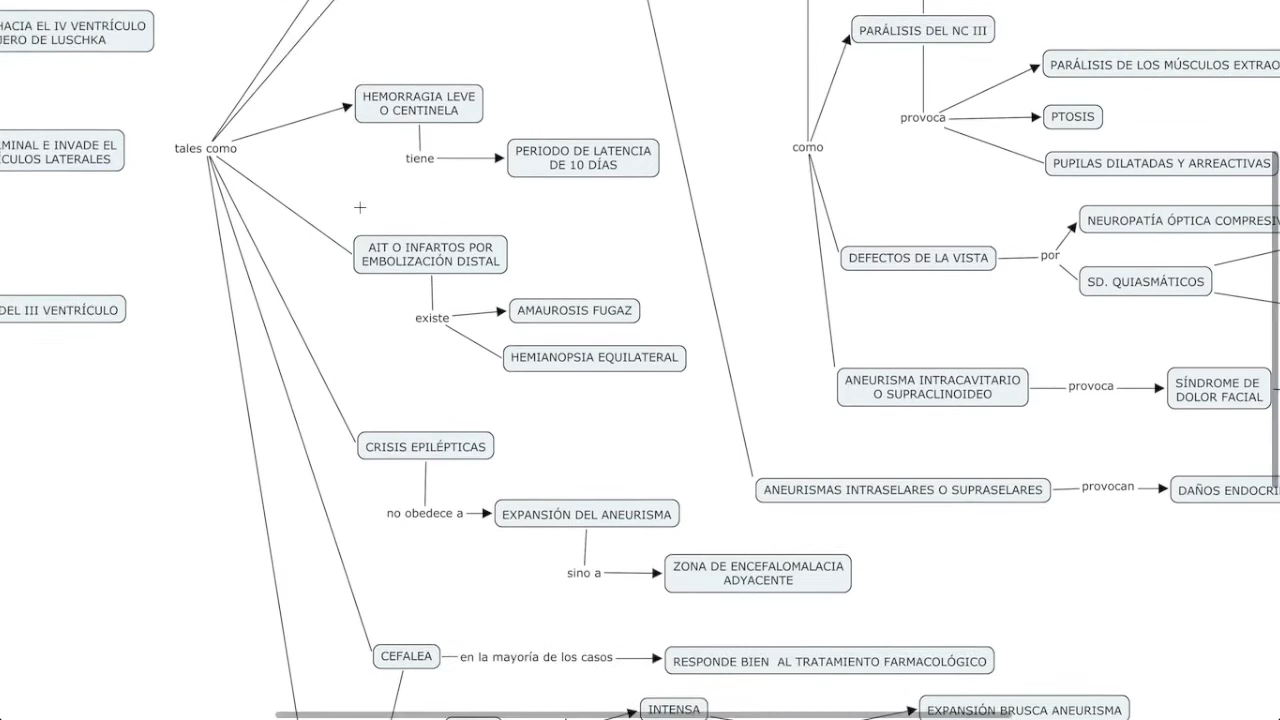 HACIA EL IV VENTRÍCULO
JERO DE LUSCHKA
MINAL E INVADE EL
ÍCULOS LATERALES
DEL III VENTRÍCULO
tales como
HEMORRAGIA LEVE
O CENTINELA
tiene
PERIODO DE LATENCIA
DE 10 DÍAS
AIT O INFARTOS POR
EMBOLIZACIÓN DISTAL
existe
AMAUROSIS FUGAZ
HEMIANOPSIA EQUILATERAL
CRISIS EPILÉPTICAS
no obedece a
EXPANSIÓN DEL ANEURISMA
sino a
ZONA DE ENCEFALOMALACIA
ADYACENTE
CEFALEA
en la mayoría de los casos
RESPONDE BIEN AL TRATAMIENTO FARMACOLÓGICO
INTENSA
EXPANSIÓN BRUSCA ANEURISMA
como
PARÁLISIS DEL NC III
provoca
PARÁLISIS DE LOS MÚSCULOS EXTRAO
PTOSIS
PUPILAS DILATADAS Y ARREACTIVAS
DEFECTOS DE LA VISTA
por
NEUROPATÍA ÓPTICA COMPRESIV
SD. QUIASMÁTICOS
ANEURISMA INTRACAVITARIO
O SUPRACLINOIDEO
provoca
SÍNDROME DE
DOLOR FACIAL
ANEURISMAS INTRASELARES O SUPRASELARES
provocan
DAÑOS ENDOCRI